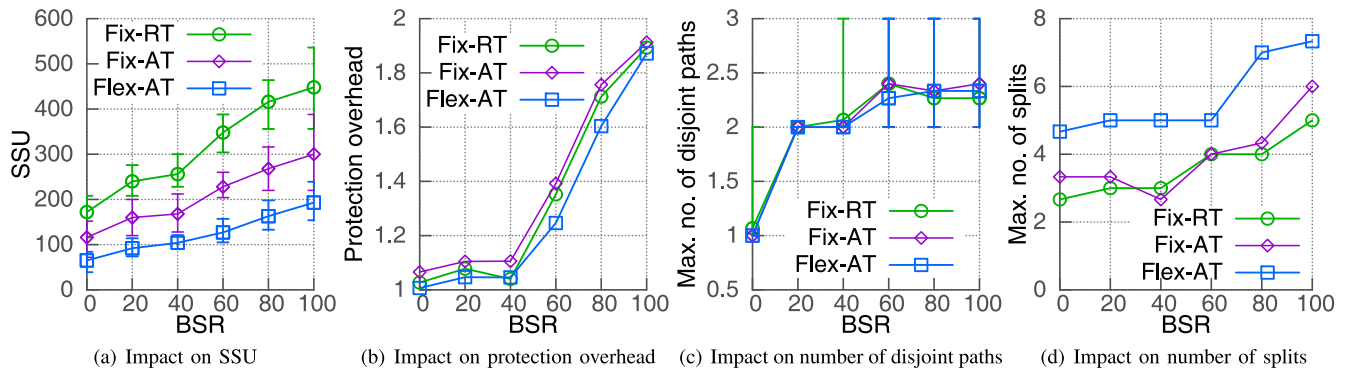 600
500
400
300
200
100
0
SSU
Fix-RT
Fix-AT
Flex-AT
0 20 40 60 80 100
BSR
(a) Impact on SSU
2
1.8
1.6
1.4
1.2
1
Protection overhead
Fix-RT
Fix-AT
Flex-AT
0 20 40 60 80 100
BSR
(b) Impact on protection overhead
3
2.5
2
1.5
1
0.5
Max. no. of disjoint paths
Fix-RT
Fix-AT
Flex-AT
0 20 40 60 80 100
BSR
(c) Impact on number of disjoint paths
8
6
4
2
0
Max. no. of splits
Fix-RT
Fix-AT
Flex-AT
0 20 40 60 80 100
BSR
(d) Impact on number of splits